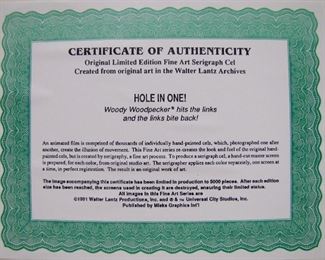 CERTIFICATE OF AUTHENTICITY
Original Limited Edition Fine Art Serigraph Cel
Created from original art in the Walter Lantz Archives
HOLE IN ONE!
Woody Woodpecker® hits the links
and the links bite back!
An animated film is comprised of thousands of individually hand-painted cels, which, photographed one after
another, create the illusion of movement. This Fine Art series re-creates the look and feel of the original hand-
painted cels, but is created by serigraphy, a fine art process. To produce a serigraph cel, a hand-cut master screen
is prepared, for each color, from original studio art. The serigrapher applies each color separately, one screen at
a time, in perfect registration. The result is an original work of art.
The image accompanying this certificate has been limited in production to 5000 pieces. After each edition
size has been reached, the screens used in creating it are destroyed, ensuring their limited status.
All images in this Fine Art Series are
©1991 Walter Lantz Productions, Inc. and ® & ™ Universal City Studios, Inc.
Published by Mieka Graphics Int'l